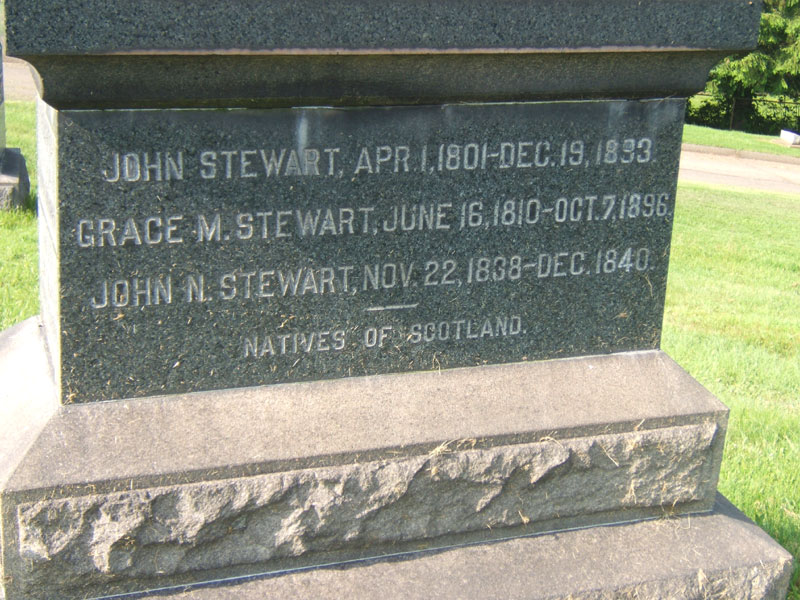 JOHN STEWART, APR. 1, 1801-DEC. 19, 1893.
GRACE M. STEWART, JUNE 16, 1810-OCT. 7, 1896.
JOHN N. STEWART, NOV. 22, 1838-DEC. 1840.
NATIVES OF SCOTLAND.